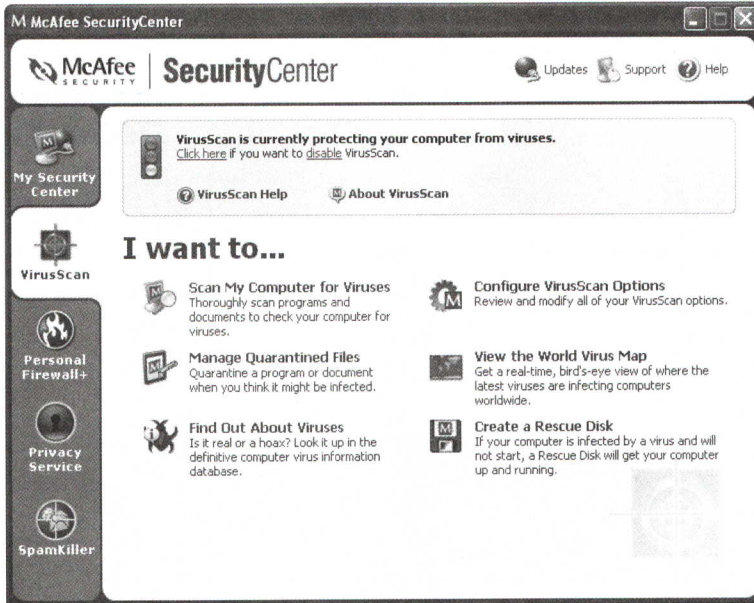 M McAfee SecurityCenter
McAfee SECURITY SecurityCenter
Updates Support Help
My Security Center
VirusScan
Personal Firewall+
Privacy Service
SpamKiller
VirusScan is currently protecting your computer from viruses.
Click here if you want to disable VirusScan.
VirusScan Help About VirusScan
I want to...
Scan My Computer for Viruses
Thoroughly scan programs and
documents to check your computer for
viruses.
Manage Quarantined Files
Quarantine a program or document
when you think it might be infected.
Find Out About Viruses
Is it real or a hoax? Look it up in the
definitive computer virus information
database.
Configure VirusScan Options
Review and modify all of your VirusScan options.
View the World Virus Map
Get a real-time, bird's-eye view of where the
latest viruses are infecting computers
worldwide.
Create a Rescue Disk
If your computer is infected by a virus and will
not start, a Rescue Disk will get your computer
up and running.